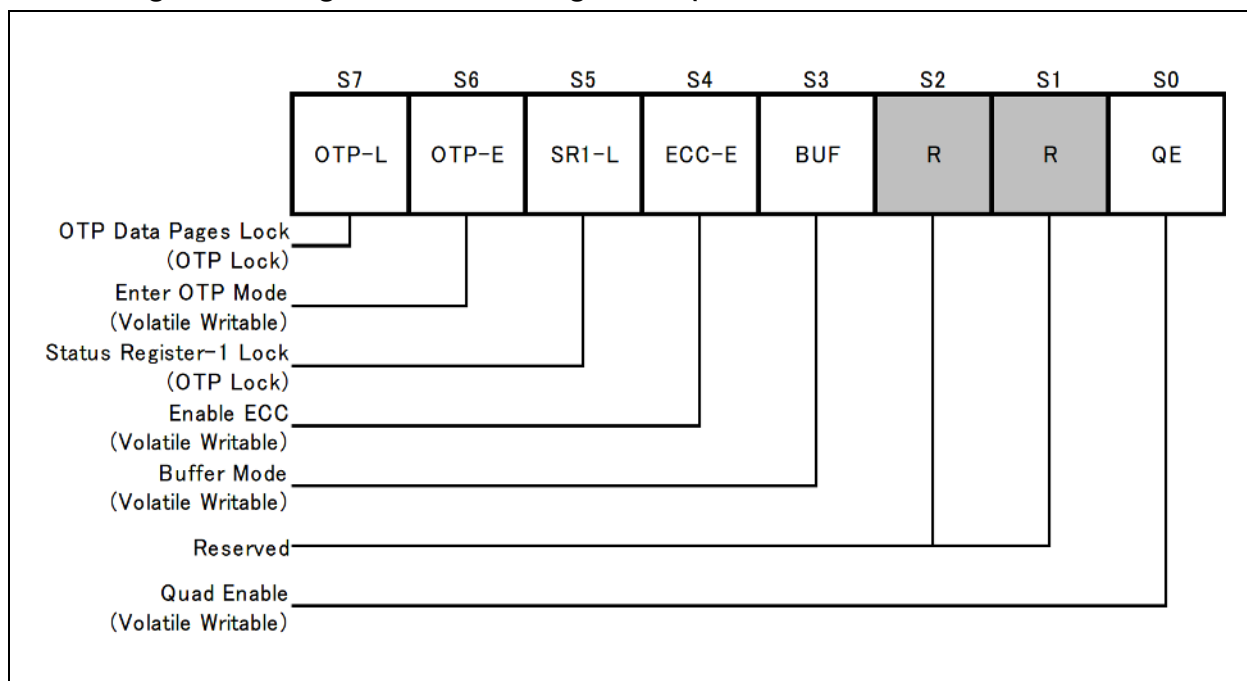 S7 S6 S5 S4 S3 S2 S1 S0
OTP-L OTP-E SR1-L ECC-E BUF R R QE
OTP Data Pages Lock
(OTP Lock)
Enter OTP Mode
(Volatile Writable)
Status Register-1 Lock
(OTP Lock)
Enable ECC
(Volatile Writable)
Buffer Mode
(Volatile Writable)
Reserved
Quad Enable
(Volatile Writable)